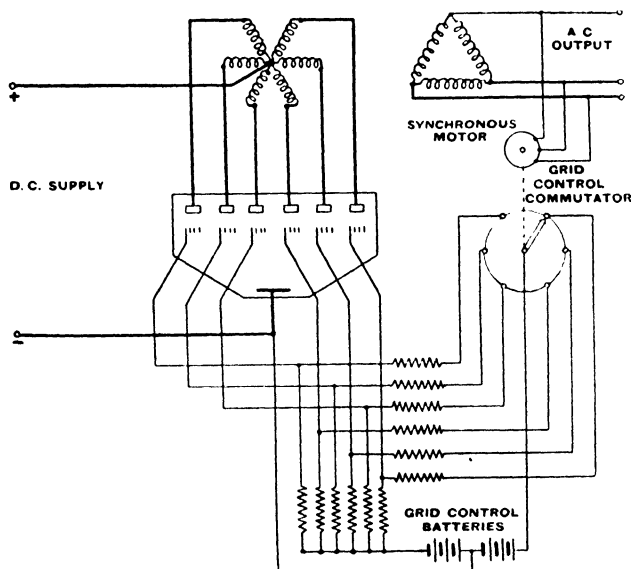 A C
OUTPUT
+
SYNCHRONOUS
MOTOR
GRID
CONTROL
COMMUTATOR
D.C. SUPPLY
-
GRID CONTROL
BATTERIES